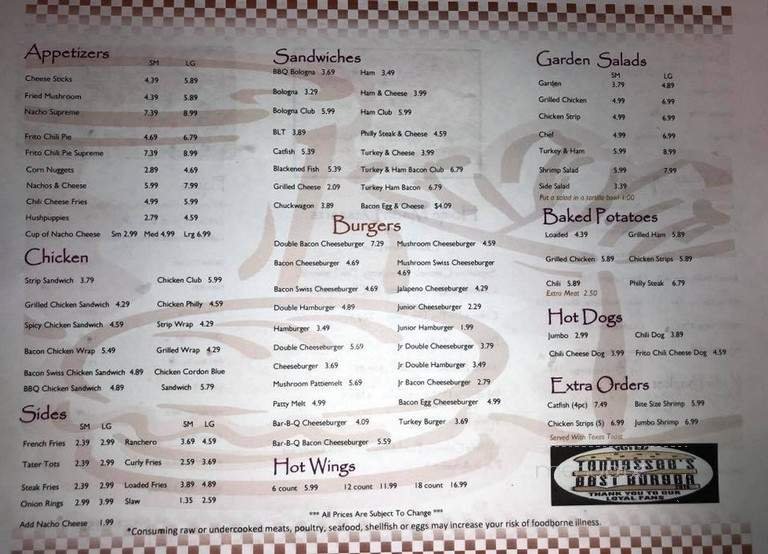 Appetizers
SM LG
Cheese Sticks 4.39 5.89
Fried Mushroom 4.39 5.89
Nacho Supreme 7.39 8.99
Frito Chili Pie 4.69 6.79
Frito Chili Pie Supreme 7.39 8.99
Corn Nuggets 2.89 4.69
Nachos & Cheese 5.99 7.99
Chili Cheese Fries 4.99 5.99
Hushpuppies 2.79 4.59
Cup of Nacho Cheese Sm 2.99 Med 4.99 Lrg 6.99
Chicken
Strip Sandwich 3.79 Chicken Club 5.99
Grilled Chicken Sandwich 4.29 Chicken Philly 4.59
Spicy Chicken Sandwich 4.59 Strip Wrap 4.29
Bacon Chicken Wrap 5.49 Grilled Wrap 4.29
Bacon Swiss Chicken Sandwich 4.89 Chicken Cordon Blue
BBQ Chicken Sandwich 4.89 Sandwich 5.79
Sides
SM LG SM LG
French Fries 2.39 2.99 Ranchero 3.69 4.59
Tater Tots 2.39 2.99 Curly Fries 2.59 3.69
Steak Fries 2.39 2.99 Loaded Fries 3.89 4.89
Onion Rings 2.99 3.99 Slaw 1.35 2.59
Add Nacho Cheese 1.99
Sandwiches
BBQ Bologna 3.69 Ham 3.49
Bologna 3.29 Ham & Cheese 3.99
Bologna Club 5.99 Ham Club 5.99
BLT 3.89 Philly Steak & Cheese 4.59
Catfish 5.39 Turkey & Cheese 3.99
Blackened Fish 5.39 Turkey & Ham Bacon Club 6.79
Grilled Cheese 2.09 Turkey Ham Bacon 6.79
Chuckwagon 3.89 Bacon Egg & Cheese $4.09
Burgers
Double Bacon Cheeseburger 7.29 Mushroom Cheeseburger 4.59
Bacon Cheeseburger 4.69 Mushroom Swiss Cheeseburger
4.69
Bacon Swiss Cheeseburger 4.69 Jalapeno Cheeseburger 4.29
Double Hamburger 4.89 Junior Cheeseburger 2.29
Hamburger 3.49 Junior Hamburger 1.99
Double Cheeseburger 5.69 Jr Double Cheeseburger 3.79
Cheeseburger 3.69 Jr Double Hamburger 3.49
Mushroom Pattiemelt 5.69 Jr Bacon Cheeseburger 2.79
Patty Melt 4.99 Bacon Egg Cheeseburger 4.99
Bar-B-Q Cheeseburger 4.09 Turkey Burger 3.69
Bar-B-Q Bacon Cheeseburger 5.59
Hot Wings
6 count 5.99 12 count 11.99 18 count 16.99
Garden Salads
SM LG
Garden 3.79 4.89
Grilled Chicken 4.99 6.99
Chicken Strip 4.99 6.99
Chef 4.99 6.99
Turkey & Ham 5.99 8.99
Shrimp Salad 5.99 7.99
Side Salad 3.39
Put a salad in a tortilla bowl 1.00
Baked Potatoes
Loaded 4.39 Grilled Ham 5.89
Grilled Chicken 5.89 Chicken Strips 5.89
Chili 5.89 Philly Steak 6.79
Extra Meat 2.50
Hot Dogs
Jumbo 2.99 Chili Dog 3.89
Chili Cheese Dog 3.99 Frito Chili Cheese Dog 4.59
Extra Orders
Catfish (4pc) 7.49 Bite Size Shrimp 5.99
Chicken Strips (5) 6.99 Jumbo Shrimp 6.99
Served With Texas Toast
VOTED
TOMBASSON'S
BEST BURGER
THANK YOU TO OUR
LOYAL FANS
*** All Prices Are Subject To Change ***
*Consuming raw or undercooked meats, poultry, seafood, shellfish or eggs may increase your risk of foodborne illness.